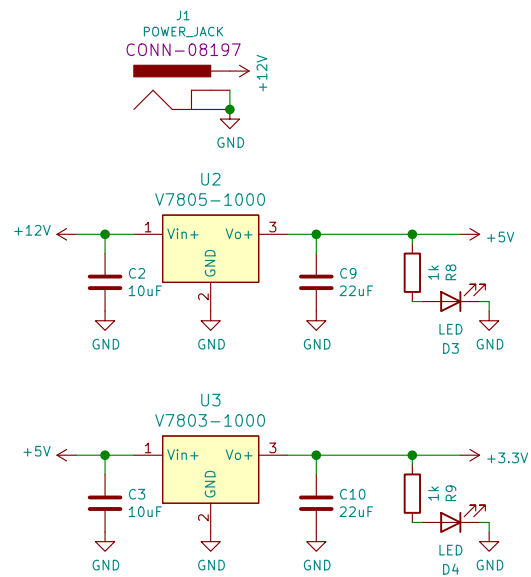 J1
POWER_JACK
CONN-08197
+12V
GND
U2
V7805-1000
+12V
1
Vin+
Vo+
3
GND
2
+5V
C2
10uF
C9
22uF
1k
R8
LED
D3
GND
GND
GND
GND
U3
V7803-1000
+5V
1
Vin+
Vo+
3
GND
2
+3.3V
C3
10uF
C10
22uF
1k
R9
LED
D4
GND
GND
GND
GND